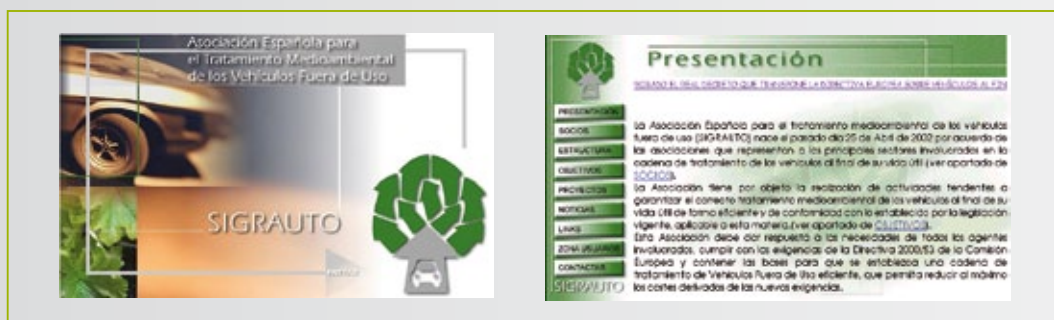 Asociación Española para
el Tratamiento Medioambiental
de los Vehículos Fuera de Uso
SIGRAUTO
Presentación
PRESENTACIÓN
SOCIOS
ESTRUCTURA
OBJETIVOS
PROYECTOS
NOTICIAS
LINKS
ZONA USUARIOS
CONTACTAR
SIGRAUTO
La Asociación Española para el tratamiento medioambiental de los vehículos
fuera de uso (SIGRAUTO) nace el pasado día 25 de Abril de 2002 por acuerdo de
las asociaciones que representan a los principales sectores involucrados en la
cadena de tratamiento de los vehículos al final de su vida útil (ver apartado de
SOCIOS).
La Asociación tiene por objeto la realización de actividades tendentes a
garantizar el correcto tratamiento medioambiental de los vehículos al final de su
vida útil de forma eficiente y de conformidad con lo establecido por la legislación
vigente, aplicable a esta materia.(ver apartado de OBJETIVOS).
Esta Asociación debe dar respuesta a las necesidades de todos los agentes
involucrados, cumplir con las exigencias de la Directiva 2000/53 de la Comisión
Europea y contener las bases para que se establezca una cadena de
tratamiento de Vehículos Fuera de Uso eficiente, que permita reducir al máximo
los costes derivados de las nuevas exigencias.